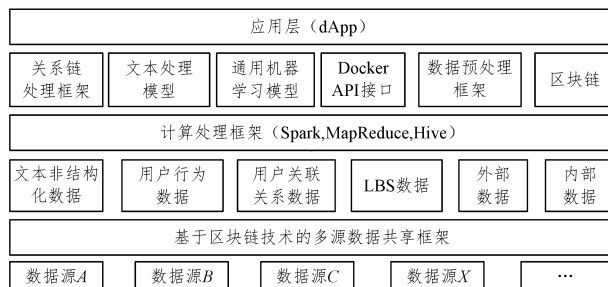 应用层（dApp）
关系链
处理框架
文本处理
模型
通用机器
学习模型
Docker
API接口
数据预处理
框架
区块链
计算处理框架（Spark,MapReduce,Hive）
文本非结构
化数据
用户行为
数据
用户关联
关系数据
LBS数据
外部
数据
内部
数据
基于区块链技术的多源数据共享框架
数据源A
数据源B
数据源C
数据源X
…